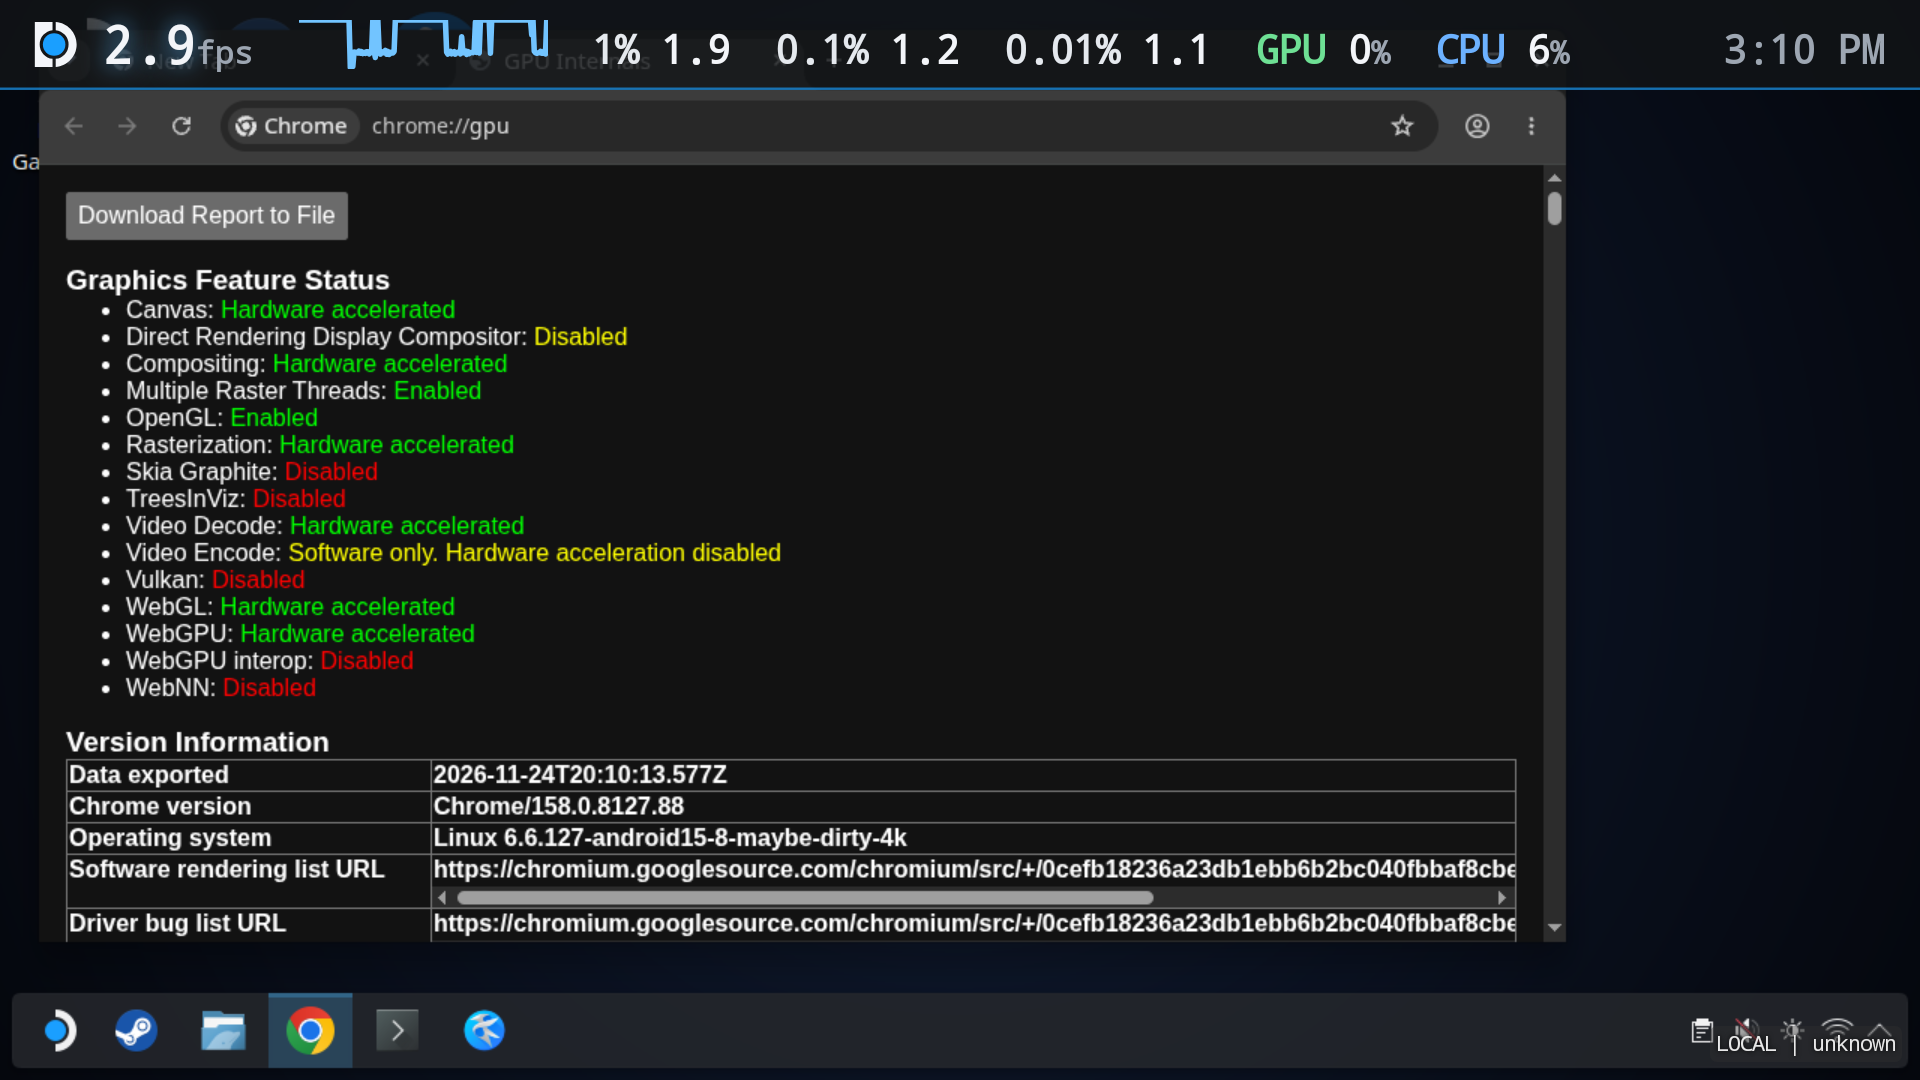 2.9fps 1% 1.9 0.1% 1.2 0.01% 1.1 GPU 0% CPU 6% 3:10 PM
New Tab GPU Internals
Chrome chrome://gpu
Ga
Download Report to File
Graphics Feature Status
• Canvas: Hardware accelerated
• Direct Rendering Display Compositor: Disabled
• Compositing: Hardware accelerated
• Multiple Raster Threads: Enabled
• OpenGL: Enabled
• Rasterization: Hardware accelerated
• Skia Graphite: Disabled
• TreesInViz: Disabled
• Video Decode: Hardware accelerated
• Video Encode: Software only. Hardware acceleration disabled
• Vulkan: Disabled
• WebGL: Hardware accelerated
• WebGPU: Hardware accelerated
• WebGPU interop: Disabled
• WebNN: Disabled
Version Information
Data exported 2026-11-24T20:10:13.577Z
Chrome version Chrome/158.0.8127.88
Operating system Linux 6.6.127-android15-8-maybe-dirty-4k
Software rendering list URL https://chromium.googlesource.com/chromium/src/+/0cefb18236a23db1ebb6b2bc040fbbaf8cbe
Driver bug list URL https://chromium.googlesource.com/chromium/src/+/0cefb18236a23db1ebb6b2bc040fbbaf8cbe
LOCAL | unknown